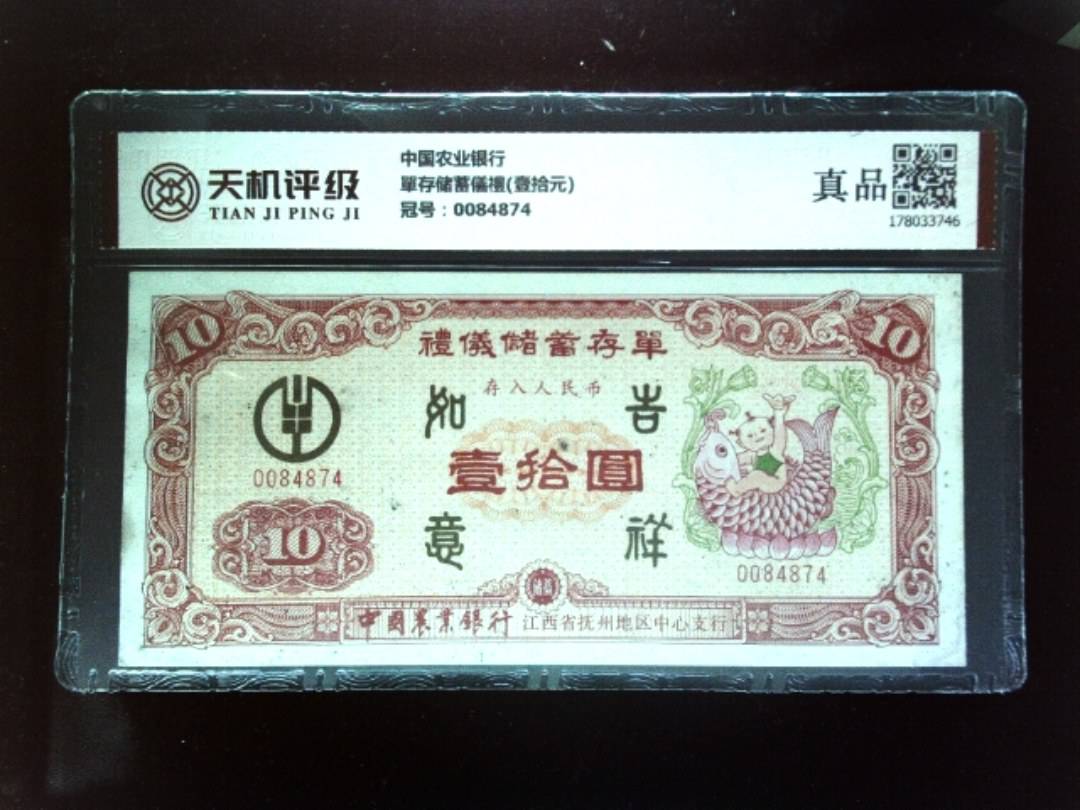 天机评级
TIAN JI PING JI
中国农业银行
單存储蓄儀禮(壹拾元)
冠号：0084874
真品
178033746
10
10
禮儀儲蓄存單
存入人民币
如
吉
0084874
壹拾圓
10
意
祥
0084874
中國農業銀行 江西省抚州地区中心支行